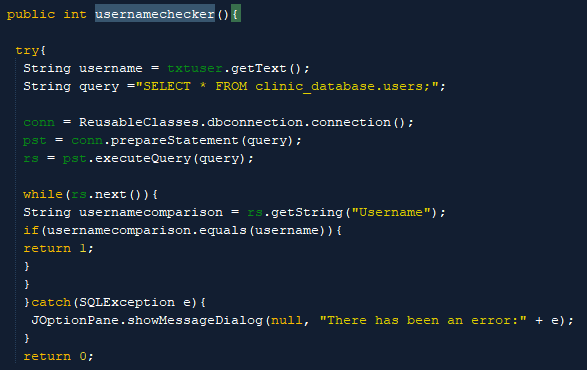 public int usernamechecker(){
try{
String username = txtuser.getText();
String query ="SELECT * FROM clinic_database.users;";
conn = ReusableClasses.dbconnection.connection();
pst = conn.prepareStatement(query);
rs = pst.executeQuery(query);
while(rs.next()){
String usernamecomparison = rs.getString("Username");
if(usernamecomparison.equals(username)){
return 1;
}
}
}catch(SQLException e){
JOptionPane.showMessageDialog(null, "There has been an error:" + e);
}
return 0;